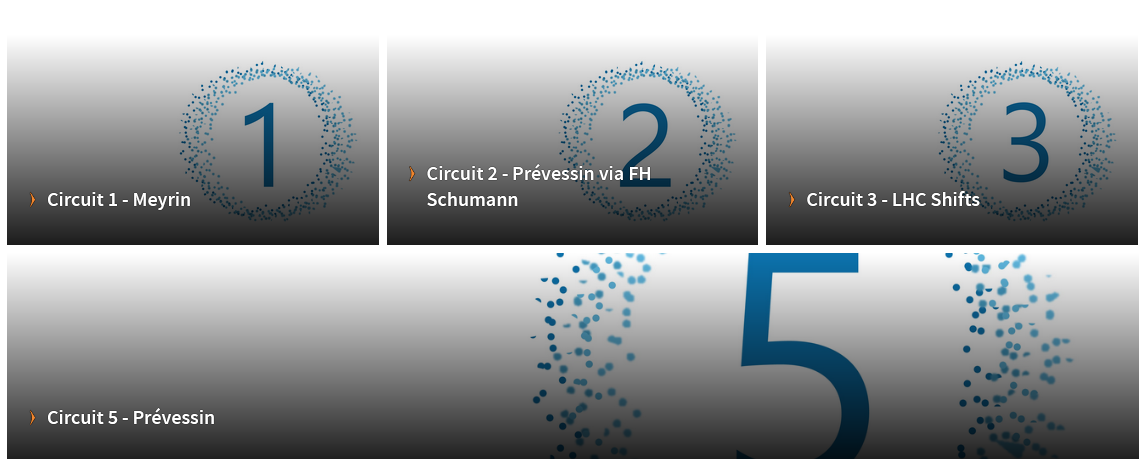 1
2
3
Circuit 1 - Meyrin
Circuit 2 - Prévessin via FH
Schumann
Circuit 3 - LHC Shifts
5
Circuit 5 - Prévessin